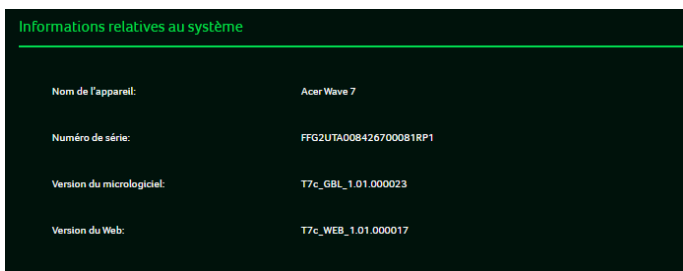 Informations relatives au système
Nom de l'appareil: Acer Wave 7
Numéro de série: FFG2UTA008426700081RP1
Version du micrologiciel: T7c_GBL_1.01.000023
Version du Web: T7c_WEB_1.01.000017